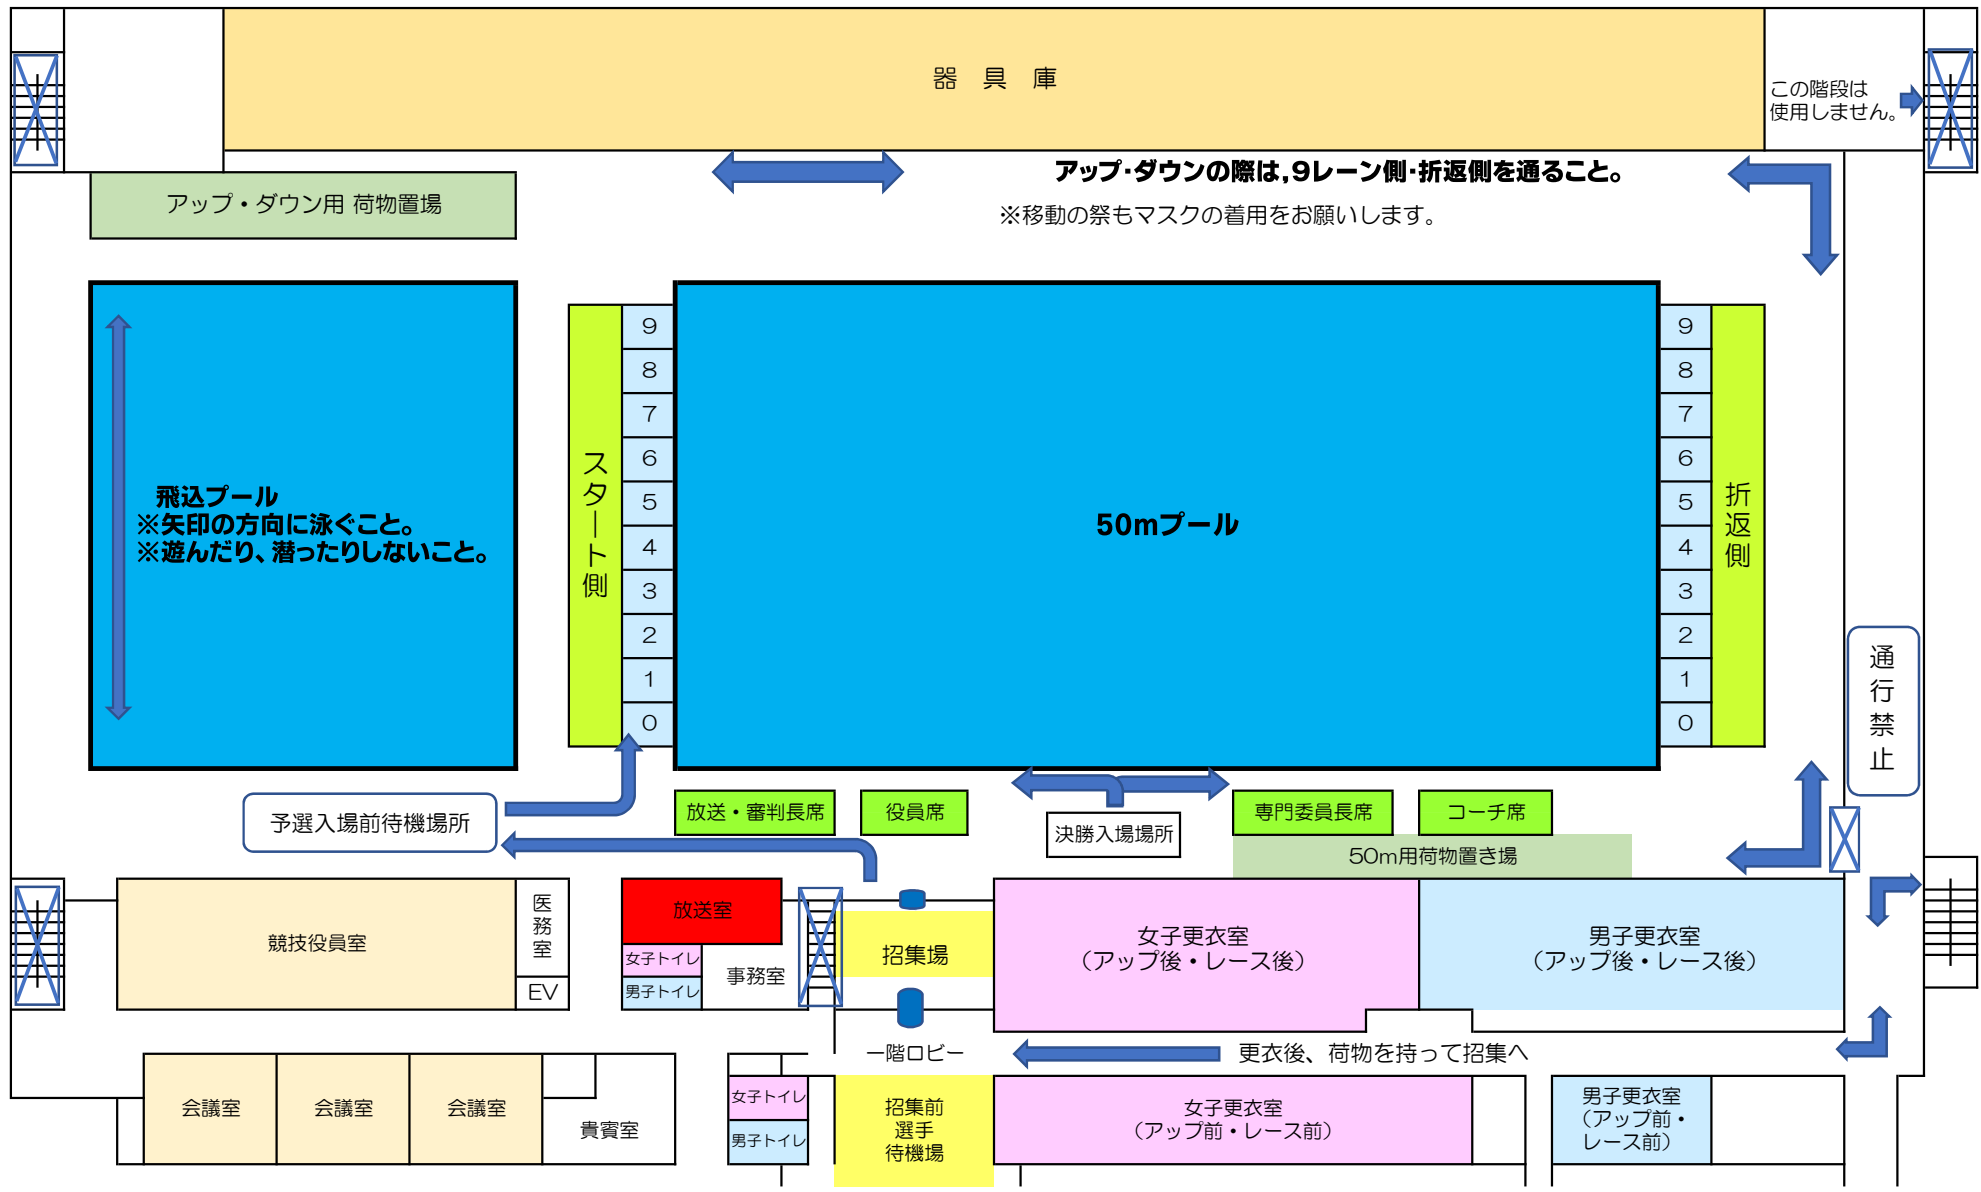 器 具 庫
この階段は
使用しません。
アップ・ダウンの際は,9レーン側・折返側を通ること。
※移動の祭もマスクの着用をお願いします。
アップ・ダウン用 荷物置場
飛込プール
※矢印の方向に泳ぐこと。
※遊んだり、潜ったりしないこと。
スタート側
9
8
7
6
5
4
3
2
1
0
50mプール
9
8
7
6
5
4
3
2
1
0
折返側
通行禁止
予選入場前待機場所
放送・審判長席
役員席
決勝入場場所
専門委員長席
コーチ席
50m用荷物置き場
競技役員室
医務室
EV
放送室
女子トイレ
男子トイレ
事務室
招集場
女子更衣室
(アップ後・レース後)
男子更衣室
(アップ後・レース後)
一階ロビー
更衣後、荷物を持って招集へ
会議室
会議室
会議室
貴賓室
女子トイレ
男子トイレ
招集前
選手
待機場
女子更衣室
(アップ前・レース前)
男子更衣室
(アップ前・
レース前)